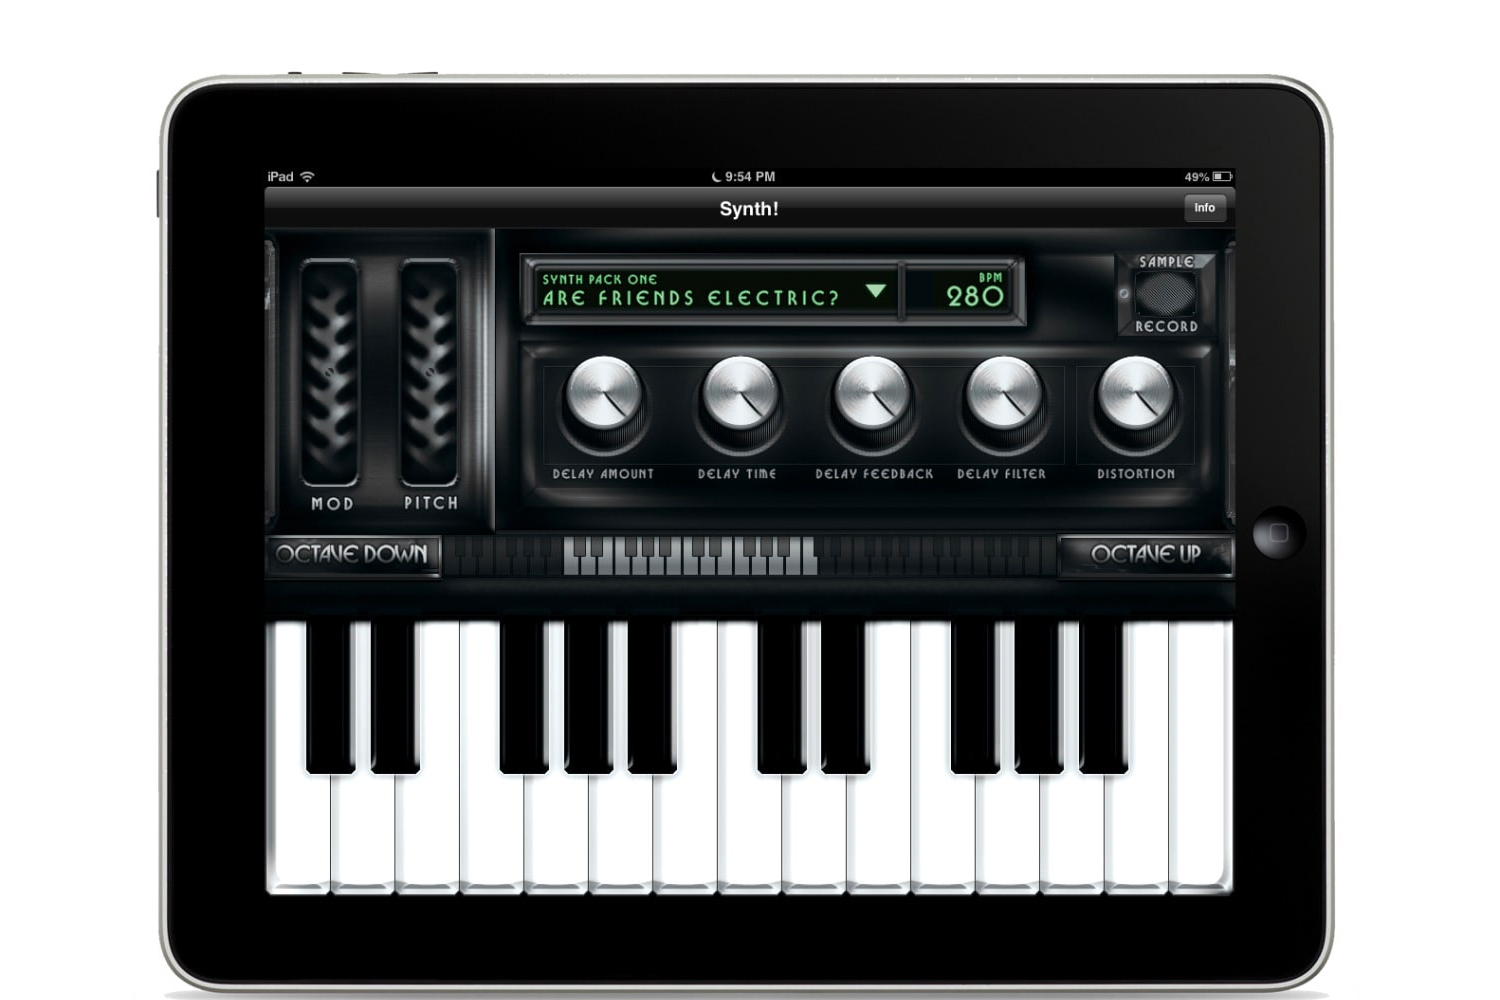 iPad 9:54 PM 49%
Synth! Info
SYNTH PACK ONE
ARE FRIENDS ELECTRIC?
BPM
280
SAMPLE
RECORD
MOD PITCH
DELAY AMOUNT DELAY TIME DELAY FEEDBACK DELAY FILTER DISTORTION
OCTAVE DOWN OCTAVE UP